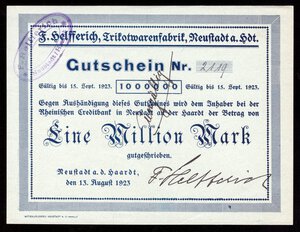 F. Helfferich, Trikotwarenfabrik, Neustadt a. Hdt.
Gutschein Nr. 2119
Gültig bis 15. Sept. 1923. 1000000 Gültig bis 15. Sept. 1923.
Gegen Aushändigung dieses Gutscheines wird dem Inhaber bei der
Rheinischen Creditbank in Neustadt an der Haardt der Betrag von
Eine Million Mark
gutgeschrieben.
Neustadt a. d. Haardt,
den 13. August 1923
F. Helfferich